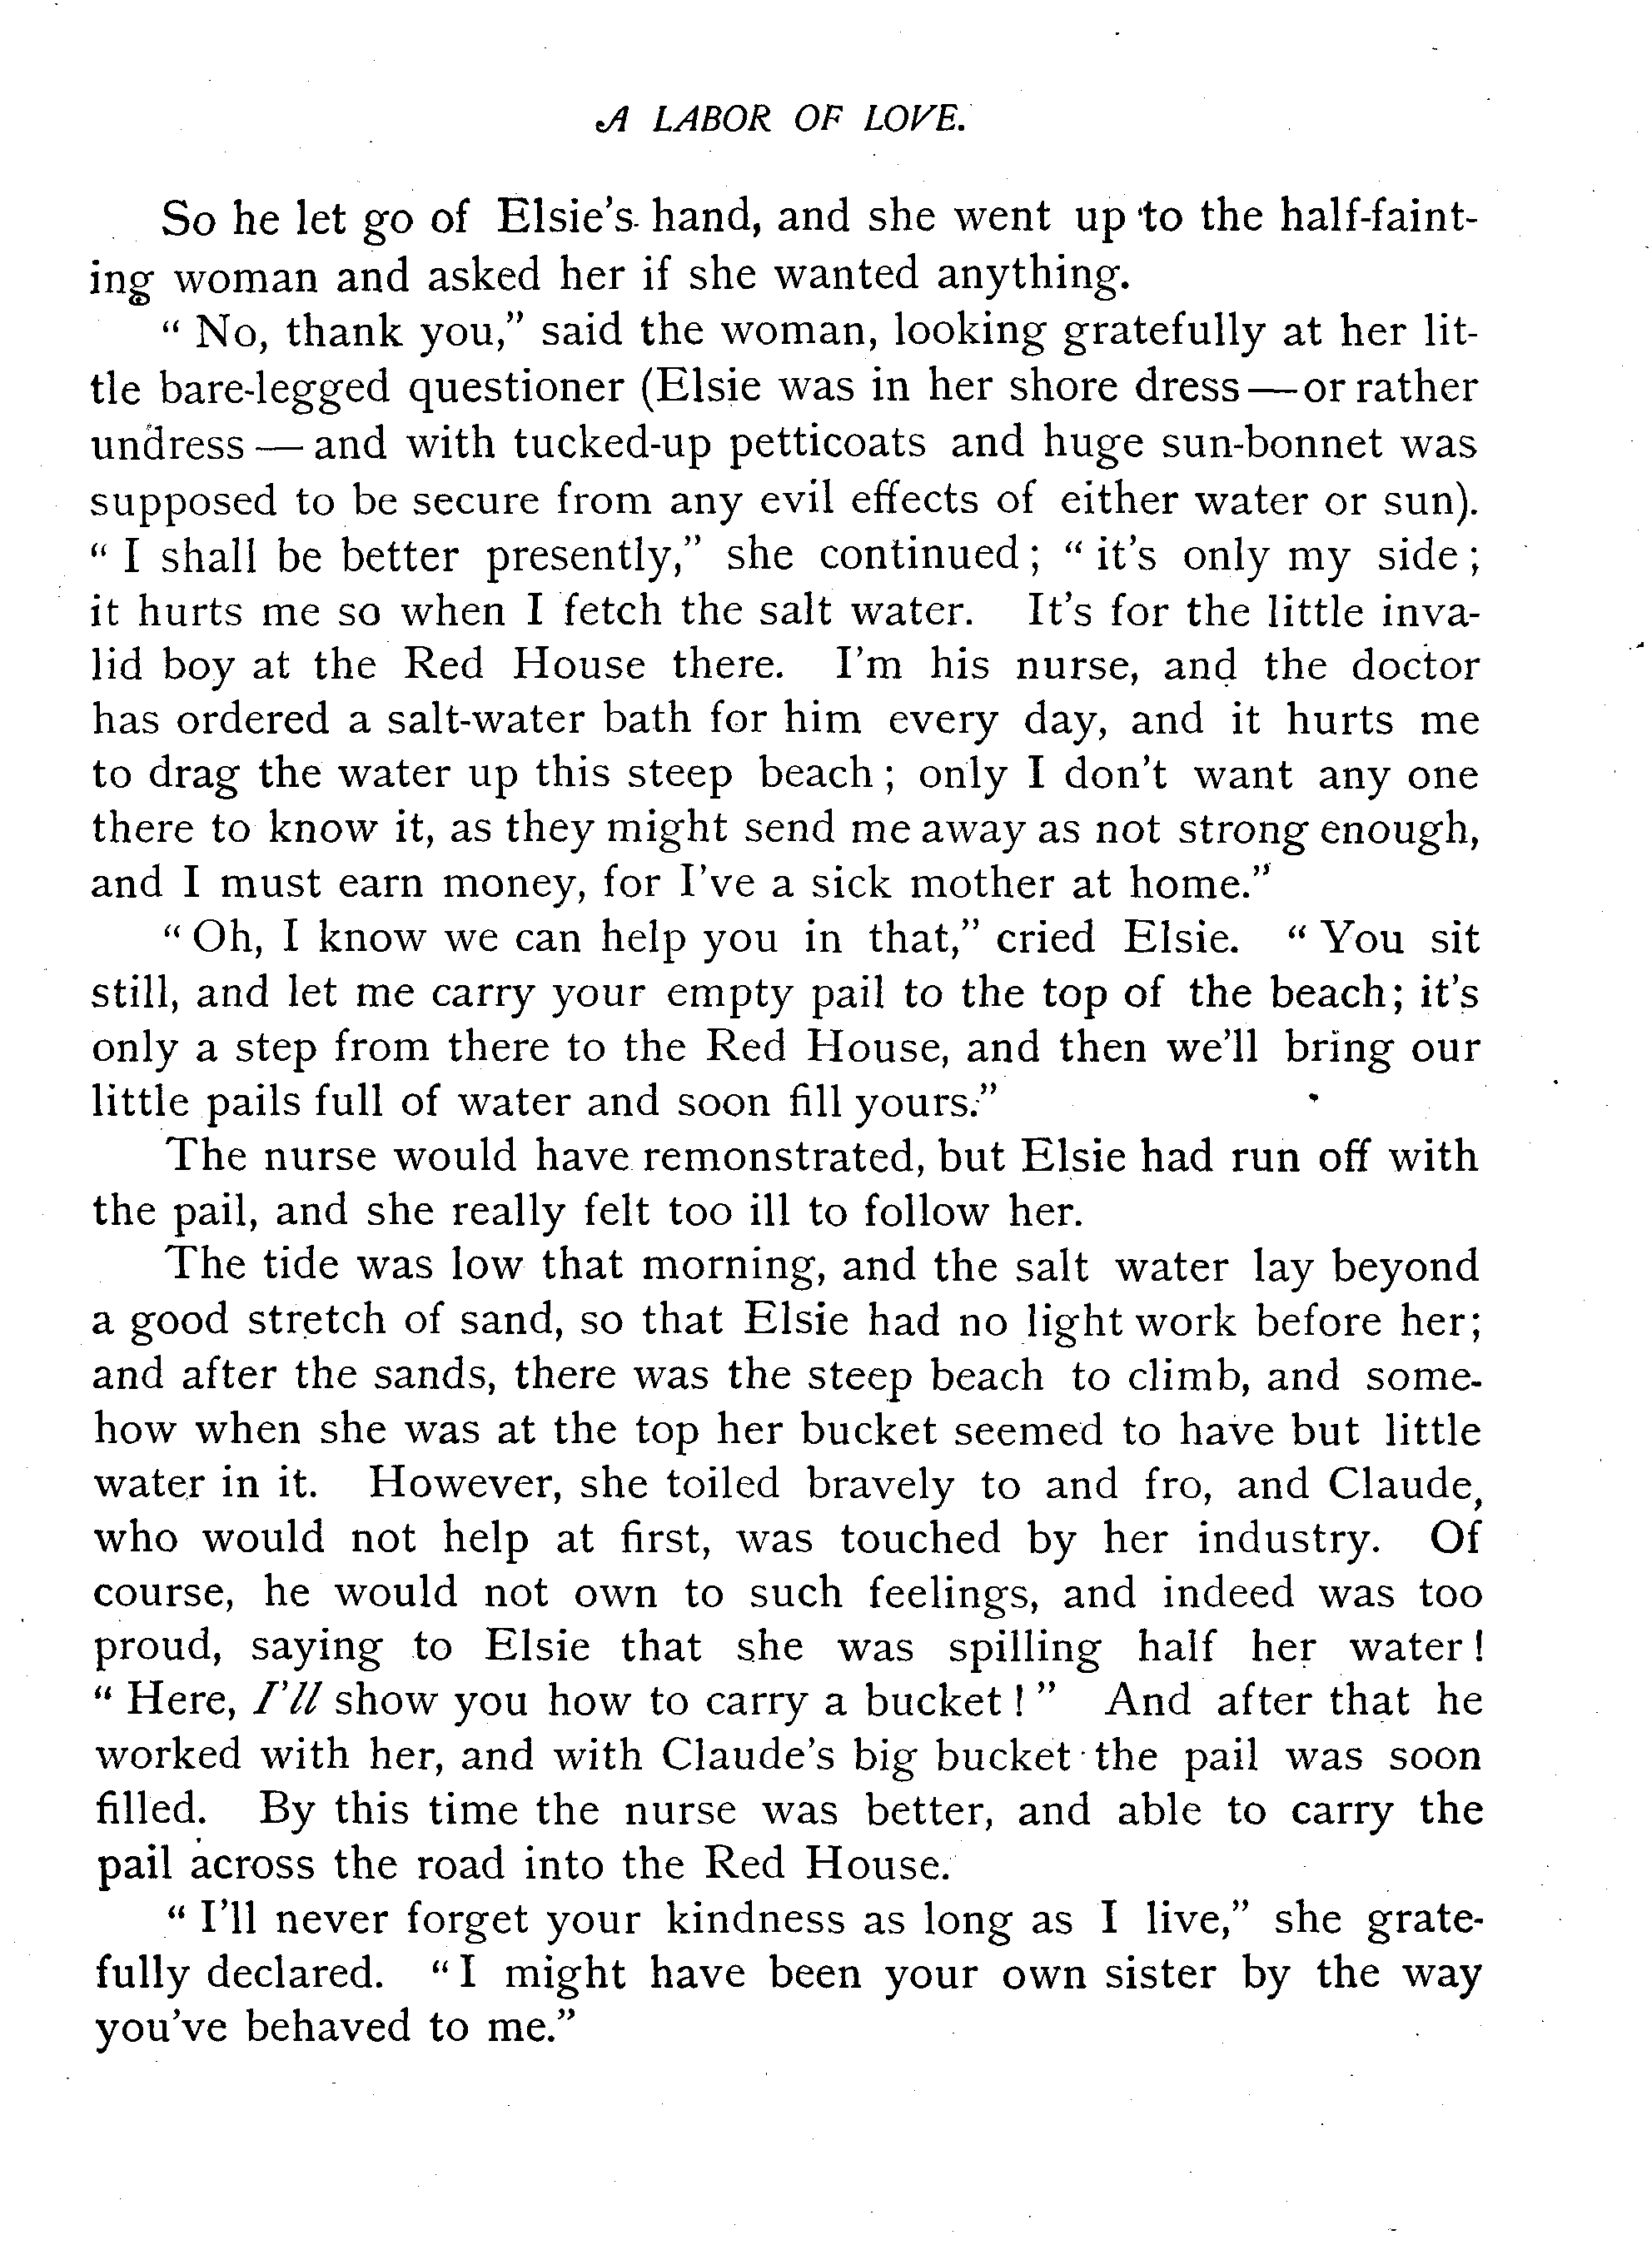 A LABOR OF LOVE.
So he let go of Elsie's hand, and she went up to the half-faint-
ing woman and asked her if she wanted anything.
" No, thank you," said the woman, looking gratefully at her lit-
tle bare-legged questioner (Elsie was in her shore dress — or rather
undress — and with tucked-up petticoats and huge sun-bonnet was
supposed to be secure from any evil effects of either water or sun).
" I shall be better presently," she continued ; " it's only my side ;
it hurts me so when I fetch the salt water. It's for the little inva-
lid boy at the Red House there. I'm his nurse, and the doctor
has ordered a salt-water bath for him every day, and it hurts me
to drag the water up this steep beach ; only I don't want any one
there to know it, as they might send me away as not strong enough,
and I must earn money, for I've a sick mother at home."
" Oh, I know we can help you in that," cried Elsie. " You sit
still, and let me carry your empty pail to the top of the beach; it's
only a step from there to the Red House, and then we'll bring our
little pails full of water and soon fill yours."
The nurse would have remonstrated, but Elsie had run off with
the pail, and she really felt too ill to follow her.
The tide was low that morning, and the salt water lay beyond
a good stretch of sand, so that Elsie had no light work before her;
and after the sands, there was the steep beach to climb, and some-
how when she was at the top her bucket seemed to have but little
water in it. However, she toiled bravely to and fro, and Claude,
who would not help at first, was touched by her industry. Of
course, he would not own to such feelings, and indeed was too
proud, saying to Elsie that she was spilling half her water !
" Here, I'll show you how to carry a bucket ! " And after that he
worked with her, and with Claude's big bucket the pail was soon
filled. By this time the nurse was better, and able to carry the
pail across the road into the Red House.
" I'll never forget your kindness as long as I live," she grate-
fully declared. " I might have been your own sister by the way
you've behaved to me."